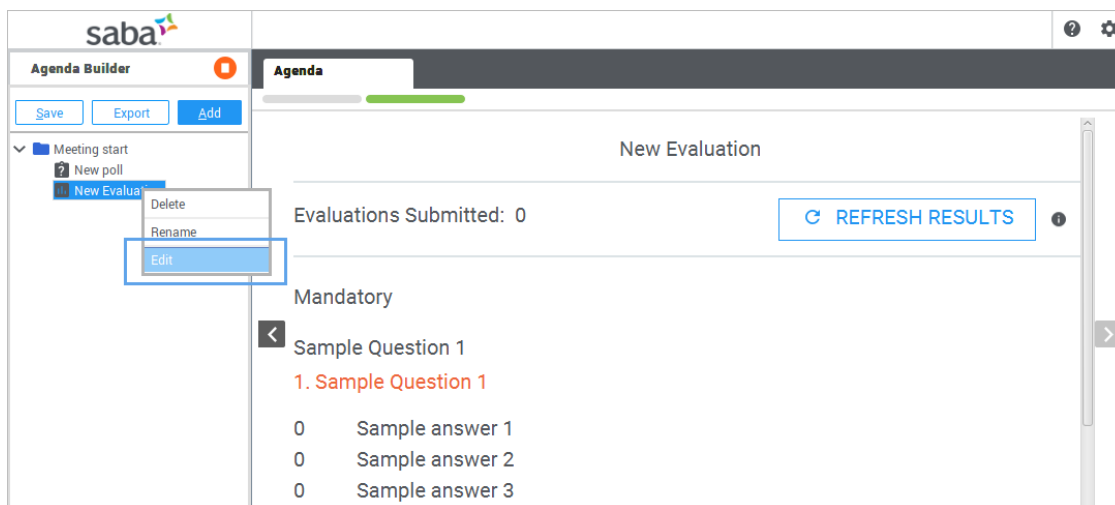 saba
Agenda Builder
Agenda
Save Export Add
Meeting start
New poll
New Evaluation
Delete
Rename
Edit
New Evaluation
Evaluations Submitted: 0
REFRESH RESULTS
Mandatory
Sample Question 1
1. Sample Question 1
0 Sample answer 1
0 Sample answer 2
0 Sample answer 3